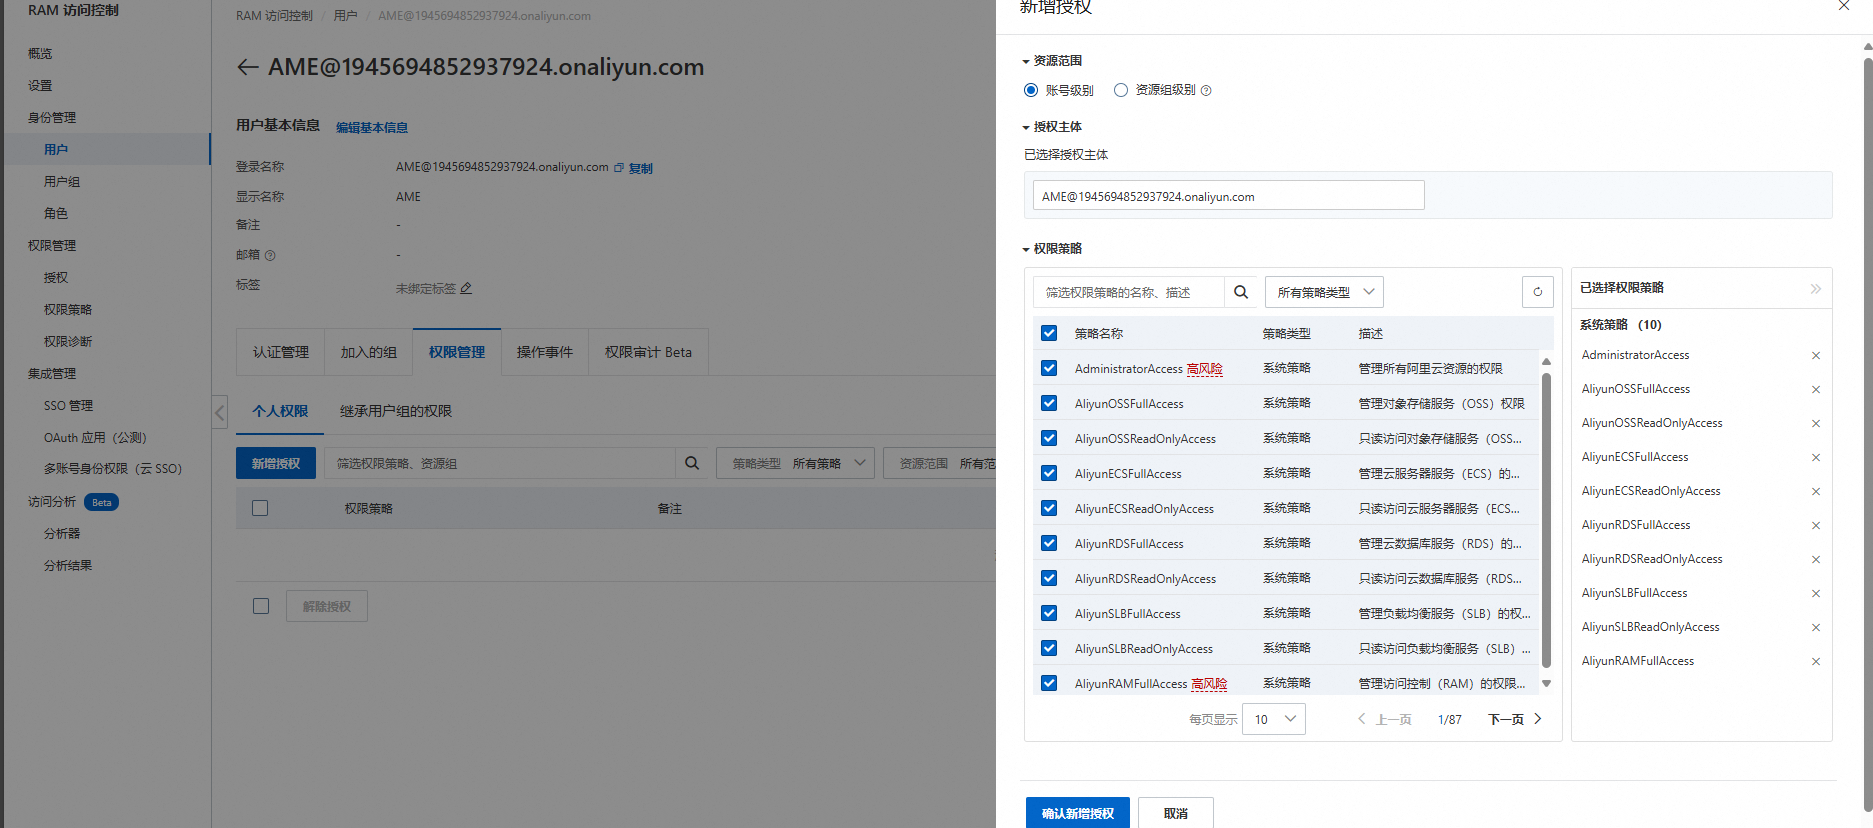 RAM 访问控制
概览
设置
身份管理
用户
用户组
角色
权限管理
授权
权限策略
权限诊断
集成管理
SSO 管理
OAuth 应用（公测）
多账号身份权限（云 SSO）
访问分析 Beta
分析器
分析结果
RAM 访问控制 / 用户 / AME@1945694852937924.onaliyun.com
AME@1945694852937924.onaliyun.com
用户基本信息 编辑基本信息
登录名称 AME@1945694852937924.onaliyun.com 复制
显示名称 AME
备注 -
邮箱 -
标签 未绑定标签
认证管理 加入的组 权限管理 操作事件 权限审计 Beta
个人权限 继承用户组的权限
新增授权 筛选权限策略、资源组 策略类型 所有策略 资源范围 所有范
权限策略 备注
解除授权
新增授权
资源范围
账号级别 资源组级别
授权主体
已选择授权主体
AME@1945694852937924.onaliyun.com
权限策略
筛选权限策略的名称、描述 所有策略类型
策略名称 策略类型 描述
AdministratorAccess 高风险 系统策略 管理所有阿里云资源的权限
AliyunOSSFullAccess 系统策略 管理对象存储服务（OSS）权限
AliyunOSSReadOnlyAccess 系统策略 只读访问对象存储服务（OSS...
AliyunECSFullAccess 系统策略 管理云服务器服务（ECS）的...
AliyunECSReadOnlyAccess 系统策略 只读访问云服务器服务（ECS...
AliyunRDSFullAccess 系统策略 管理云数据库服务（RDS）的...
AliyunRDSReadOnlyAccess 系统策略 只读访问云数据库服务（RDS...
AliyunSLBFullAccess 系统策略 管理负载均衡服务（SLB）的权...
AliyunSLBReadOnlyAccess 系统策略 只读访问负载均衡服务（SLB）...
AliyunRAMFullAccess 高风险 系统策略 管理访问控制（RAM）的权限...
每页显示 10 上一页 1/87 下一页
已选择权限策略
系统策略 (10)
AdministratorAccess
AliyunOSSFullAccess
AliyunOSSReadOnlyAccess
AliyunECSFullAccess
AliyunECSReadOnlyAccess
AliyunRDSFullAccess
AliyunRDSReadOnlyAccess
AliyunSLBFullAccess
AliyunSLBReadOnlyAccess
AliyunRAMFullAccess
确认新增授权 取消